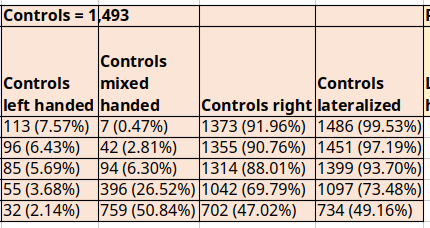 Controls = 1,493
Controls left handed | Controls mixed handed | Controls right | Controls lateralized
113 (7.57%) | 7 (0.47%) | 1373 (91.96%) | 1486 (99.53%)
96 (6.43%) | 42 (2.81%) | 1355 (90.76%) | 1451 (97.19%)
85 (5.69%) | 94 (6.30%) | 1314 (88.01%) | 1399 (93.70%)
55 (3.68%) | 396 (26.52%) | 1042 (69.79%) | 1097 (73.48%)
32 (2.14%) | 759 (50.84%) | 702 (47.02%) | 734 (49.16%)